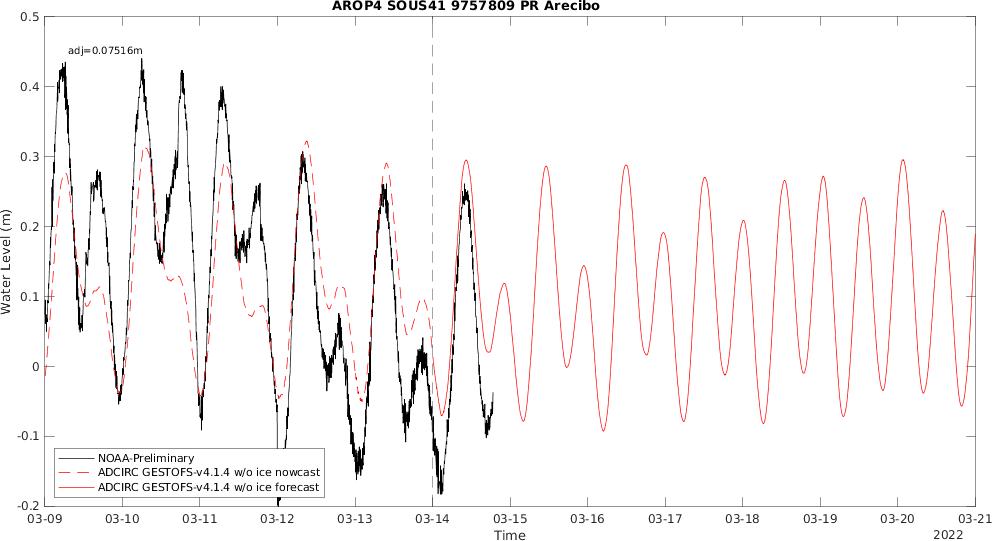 AROP4 SOUS41 9757809 PR Arecibo
adj=0.07516m
0.5
0.4
0.3
0.2
0.1
0
-0.1
-0.2
Water Level (m)
NOAA-Preliminary
ADCIRC GESTOFS-v4.1.4 w/o ice nowcast
ADCIRC GESTOFS-v4.1.4 w/o ice forecast
03-09 03-10 03-11 03-12 03-13 03-14 03-15 03-16 03-17 03-18 03-19 03-20 03-21
Time
2022